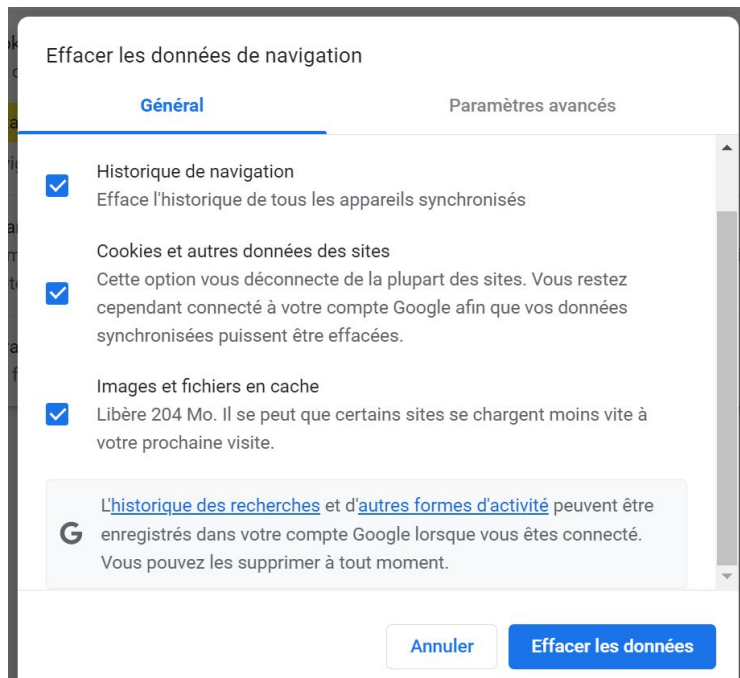 Effacer les données de navigation
Général
Paramètres avancés
Historique de navigation
Efface l'historique de tous les appareils synchronisés
Cookies et autres données des sites
Cette option vous déconnecte de la plupart des sites. Vous restez
cependant connecté à votre compte Google afin que vos données
synchronisées puissent être effacées.
Images et fichiers en cache
Libère 204 Mo. Il se peut que certains sites se chargent moins vite à
votre prochaine visite.
L'historique des recherches et d'autres formes d'activité peuvent être
G enregistrés dans votre compte Google lorsque vous êtes connecté.
Vous pouvez les supprimer à tout moment.
Annuler
Effacer les données